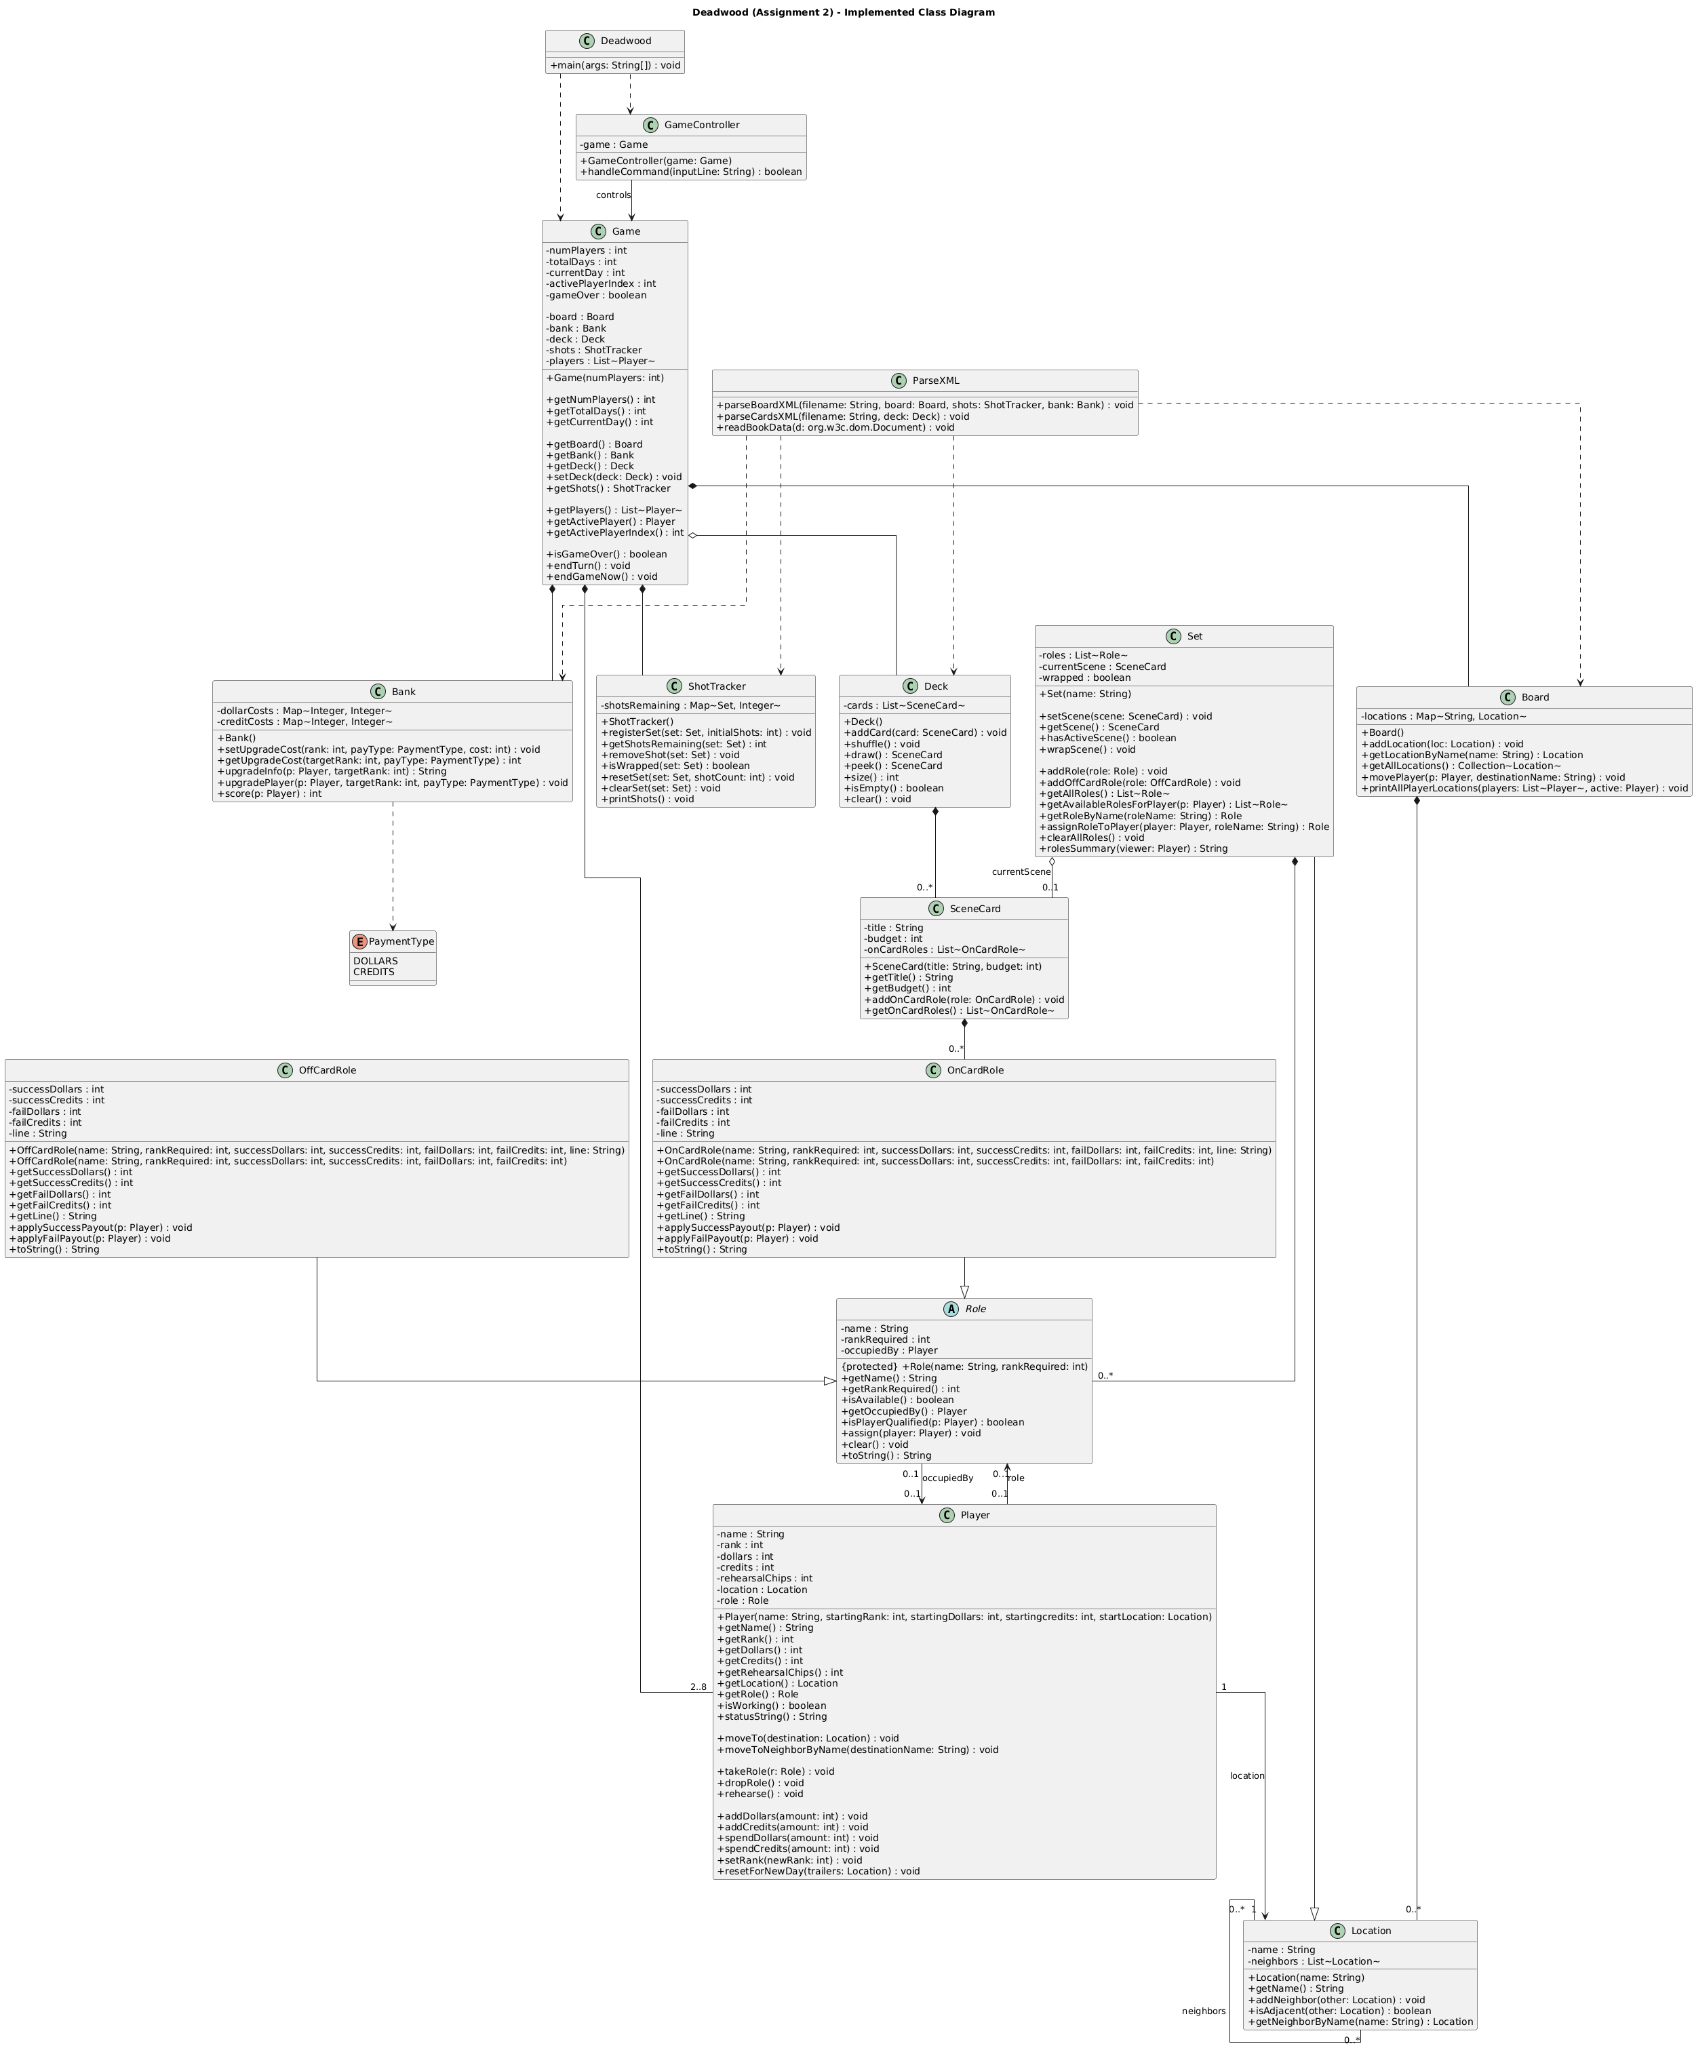 Deadwood (Assignment 2) - Implemented Class Diagram
C Deadwood
+main(args: String[]) : void
C GameController
-game : Game
+GameController(game: Game)
+handleCommand(inputLine: String) : boolean
controls
C Game
-numPlayers : int
-totalDays : int
-currentDay : int
-activePlayerIndex : int
-gameOver : boolean
-board : Board
-bank : Bank
-deck : Deck
-shots : ShotTracker
-players : List~Player~
+Game(numPlayers: int)
+getNumPlayers() : int
+getTotalDays() : int
+getCurrentDay() : int
+getBoard() : Board
+getBank() : Bank
+getDeck() : Deck
+setDeck(deck: Deck) : void
+getShots() : ShotTracker
+getPlayers() : List~Player~
+getActivePlayer() : Player
+getActivePlayerIndex() : int
+isGameOver() : boolean
+endTurn() : void
+endGameNow() : void
C ParseXML
+parseBoardXML(filename: String, board: Board, shots: ShotTracker, bank: Bank) : void
+parseCardsXML(filename: String, deck: Deck) : void
+readBookData(d: org.w3c.dom.Document) : void
C Bank
-dollarCosts : Map~Integer, Integer~
-creditCosts : Map~Integer, Integer~
+Bank()
+setUpgradeCost(rank: int, payType: PaymentType, cost: int) : void
+getUpgradeCost(targetRank: int, payType: PaymentType) : int
+upgradeInfo(p: Player, targetRank: int) : String
+upgradePlayer(p: Player, targetRank: int, payType: PaymentType) : void
+score(p: Player) : int
C ShotTracker
-shotsRemaining : Map~Set, Integer~
+ShotTracker()
+registerSet(set: Set, initialShots: int) : void
+getShotsRemaining(set: Set) : int
+removeShot(set: Set) : void
+isWrapped(set: Set) : boolean
+resetSet(set: Set, shotCount: int) : void
+clearSet(set: Set) : void
+printShots() : void
C Deck
-cards : List~SceneCard~
+Deck()
+addCard(card: SceneCard) : void
+shuffle() : void
+draw() : SceneCard
+peek() : SceneCard
+size() : int
+isEmpty() : boolean
+clear() : void
C Set
-roles : List~Role~
-currentScene : SceneCard
-wrapped : boolean
+Set(name: String)
+setScene(scene: SceneCard) : void
+getScene() : SceneCard
+hasActiveScene() : boolean
+wrapScene() : void
+addRole(role: Role) : void
+addOffCardRole(role: OffCardRole) : void
+getAllRoles() : List~Role~
+getAvailableRolesForPlayer(p: Player) : List~Role~
+getRoleByName(roleName: String) : Role
+assignRoleToPlayer(player: Player, roleName: String) : Role
+clearAllRoles() : void
+rolesSummary(viewer: Player) : String
C Board
-locations : Map~String, Location~
+Board()
+addLocation(loc: Location) : void
+getLocationByName(name: String) : Location
+getAllLocations() : Collection~Location~
+movePlayer(p: Player, destinationName: String) : void
+printAllPlayerLocations(players: List~Player~, active: Player) : void
currentScene
0..*
0..1
E PaymentType
DOLLARS
CREDITS
C SceneCard
-title : String
-budget : int
-onCardRoles : List~OnCardRole~
+SceneCard(title: String, budget: int)
+getTitle() : String
+getBudget() : int
+addOnCardRole(role: OnCardRole) : void
+getOnCardRoles() : List~OnCardRole~
0..*
C OffCardRole
-successDollars : int
-successCredits : int
-failDollars : int
-failCredits : int
-line : String
+OffCardRole(name: String, rankRequired: int, successDollars: int, successCredits: int, failDollars: int, failCredits: int, line: String)
+OffCardRole(name: String, rankRequired: int, successDollars: int, successCredits: int, failDollars: int, failCredits: int)
+getSuccessDollars() : int
+getSuccessCredits() : int
+getFailDollars() : int
+getFailCredits() : int
+getLine() : String
+applySuccessPayout(p: Player) : void
+applyFailPayout(p: Player) : void
+toString() : String
C OnCardRole
-successDollars : int
-successCredits : int
-failDollars : int
-failCredits : int
-line : String
+OnCardRole(name: String, rankRequired: int, successDollars: int, successCredits: int, failDollars: int, failCredits: int, line: String)
+OnCardRole(name: String, rankRequired: int, successDollars: int, successCredits: int, failDollars: int, failCredits: int)
+getSuccessDollars() : int
+getSuccessCredits() : int
+getFailDollars() : int
+getFailCredits() : int
+getLine() : String
+applySuccessPayout(p: Player) : void
+applyFailPayout(p: Player) : void
+toString() : String
A Role
-name : String
-rankRequired : int
-occupiedBy : Player
{protected} +Role(name: String, rankRequired: int)
+getName() : String
+getRankRequired() : int
+isAvailable() : boolean
+getOccupiedBy() : Player
+isPlayerQualified(p: Player) : boolean
+assign(player: Player) : void
+clear() : void
+toString() : String
0..*
0..1
occupiedBy
0..1
0..1
role
0..1
C Player
-name : String
-rank : int
-dollars : int
-credits : int
-rehearsalChips : int
-location : Location
-role : Role
+Player(name: String, startingRank: int, startingDollars: int, startingcredits: int, startLocation: Location)
+getName() : String
+getRank() : int
+getDollars() : int
+getCredits() : int
+getRehearsalChips() : int
+getLocation() : Location
+getRole() : Role
+isWorking() : boolean
+statusString() : String
+moveTo(destination: Location) : void
+moveToNeighborByName(destinationName: String) : void
+takeRole(r: Role) : void
+dropRole() : void
+rehearse() : void
+addDollars(amount: int) : void
+addCredits(amount: int) : void
+spendDollars(amount: int) : void
+spendCredits(amount: int) : void
+setRank(newRank: int) : void
+resetForNewDay(trailers: Location) : void
2..8
1
location
0..*
1
0..*
C Location
-name : String
-neighbors : List~Location~
+Location(name: String)
+getName() : String
+addNeighbor(other: Location) : void
+isAdjacent(other: Location) : boolean
+getNeighborByName(name: String) : Location
neighbors
0..*